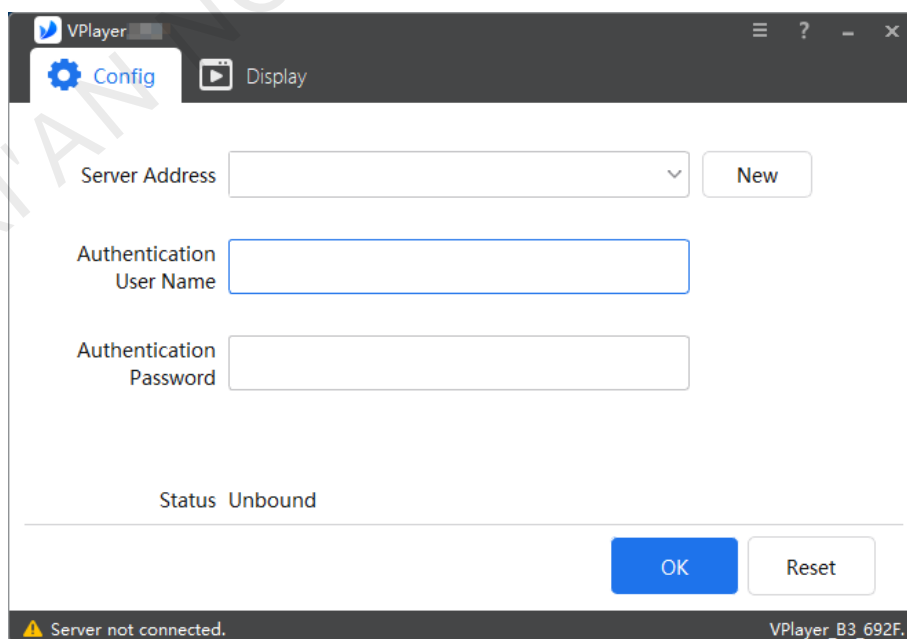 VPlayer
Config
Display
Server Address
New
Authentication
User Name
Authentication
Password
Status Unbound
OK
Reset
Server not connected.
VPlayer_B3_692F.